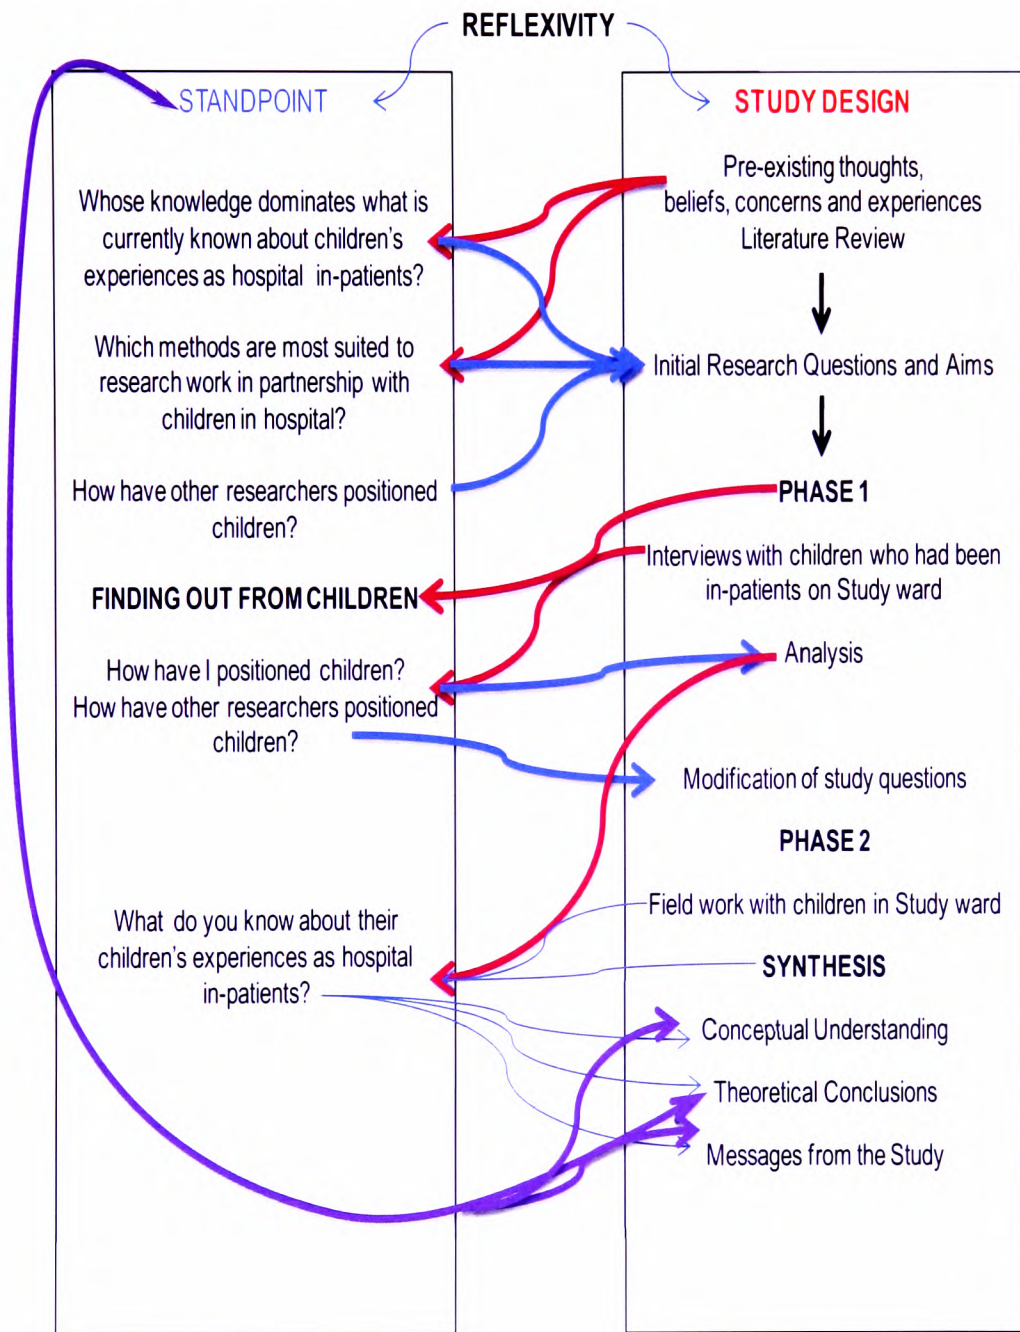 REFLEXIVITY
STANDPOINT
Whose knowledge dominates what is
currently known about children's
experiences as hospital in-patients?
Which methods are most suited to
research work in partnership with
children in hospital?
How have other researchers positioned
children?
FINDING OUT FROM CHILDREN
How have I positioned children?
How have other researchers positioned
children?
What do you know about their
children's experiences as hospital
in-patients?
STUDY DESIGN
Pre-existing thoughts,
beliefs, concerns and experiences
Literature Review
Initial Research Questions and Aims
PHASE 1
Interviews with children who had been
in-patients on Study ward
Analysis
Modification of study questions
PHASE 2
Field work with children in Study ward
SYNTHESIS
Conceptual Understanding
Theoretical Conclusions
Messages from the Study